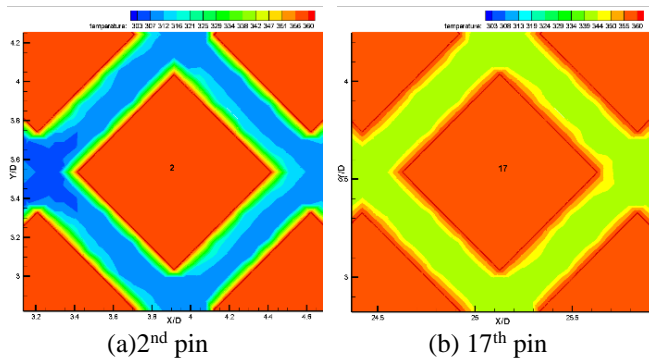 temperature: 303 307 312 316 321 325 329 334 338 342 347 351 356 360
temperature: 303 308 313 318 324 329 334 339 344 350 355 360
4.2
4
3.8
3.6
3.4
3.2
3
Y/D
2
3.2 3.4 3.6 3.8 4 4.2 4.4 4.6
X/D
4
3
17
24.5 25 25.5
X/D
(a)2nd pin
(b) 17th pin